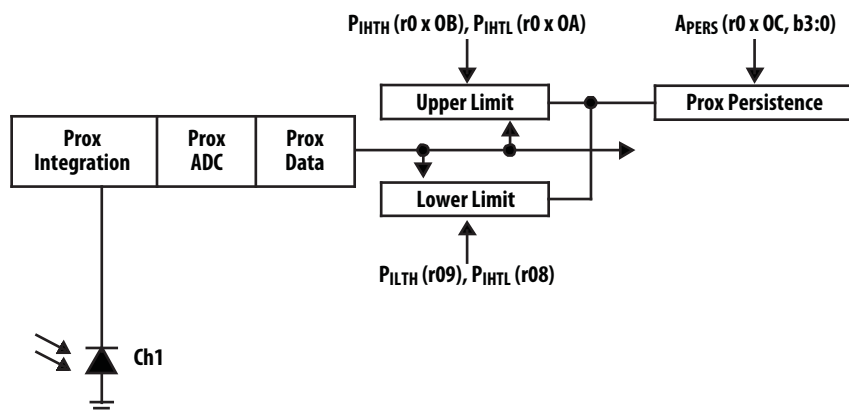 PIHTH (r0 x 0B), PIHTL (r0 x 0A)
APERS (r0 x 0C, b3:0)
Upper Limit
Prox Persistence
Prox
Integration
Prox
ADC
Prox
Data
Lower Limit
PILTH (r09), PIHTL (r08)
Ch1